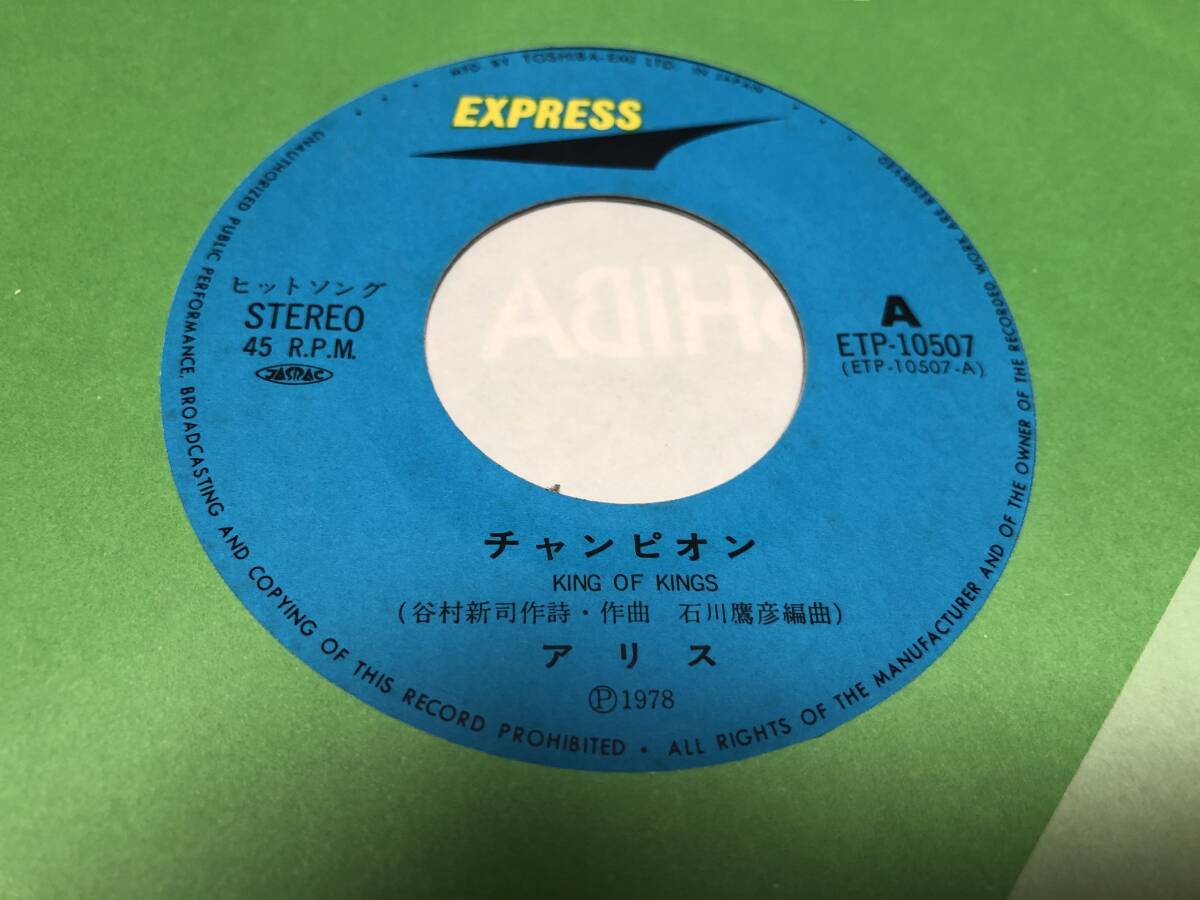 MFD BY TOSHIBA-EMI LTD. IN JAPAN
EXPRESS
ヒットソング
STEREO
45 R.P.M.
JASRAC
A
ETP-10507
(ETP-10507-A)
チャンピオン
KING OF KINGS
(谷村新司作詩・作曲 石川鷹彦編曲)
アリス
Ⓟ1978
UNAUTHORIZED PUBLIC PERFORMANCE, BROADCASTING AND COPYING OF THIS RECORD PROHIBITED · ALL RIGHTS OF THE MANUFACTURER AND OF THE OWNER OF THE RECORDED WORK ARE RESERVED
SHIBA